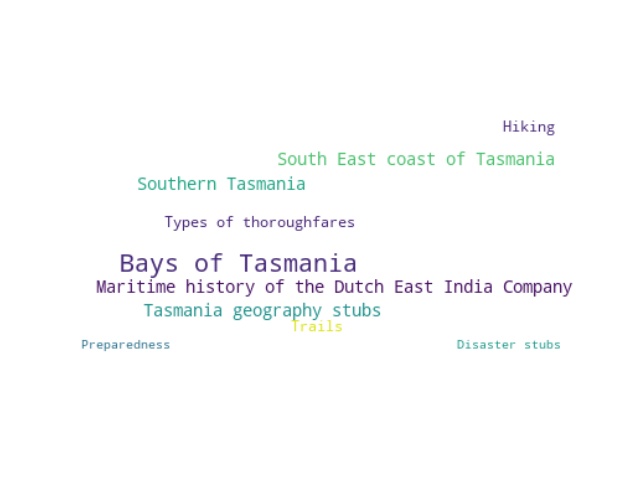 Hiking
South East coast of Tasmania
Southern Tasmania
Types of thoroughfares
Bays of Tasmania
Maritime history of the Dutch East India Company
Tasmania geography stubs
Trails
Preparedness
Disaster stubs